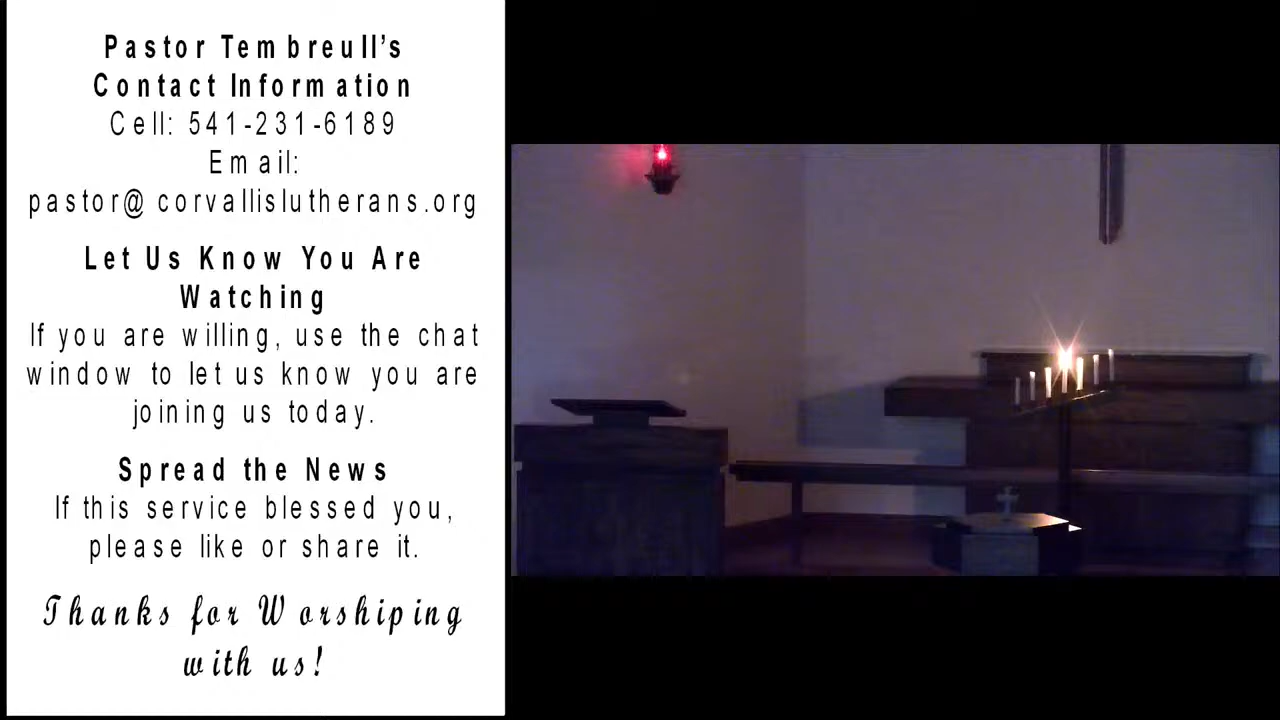 Pastor Tembreull’s
Contact Information
Cell: 541-231-6189
Email:
pastor@corvallislutherans.org
Let Us Know You Are
Watching
If you are willing, use the chat
window to let us know you are
joining us today.
Spread the News
If this service blessed you,
please like or share it.
Thanks for Worshiping
with us!